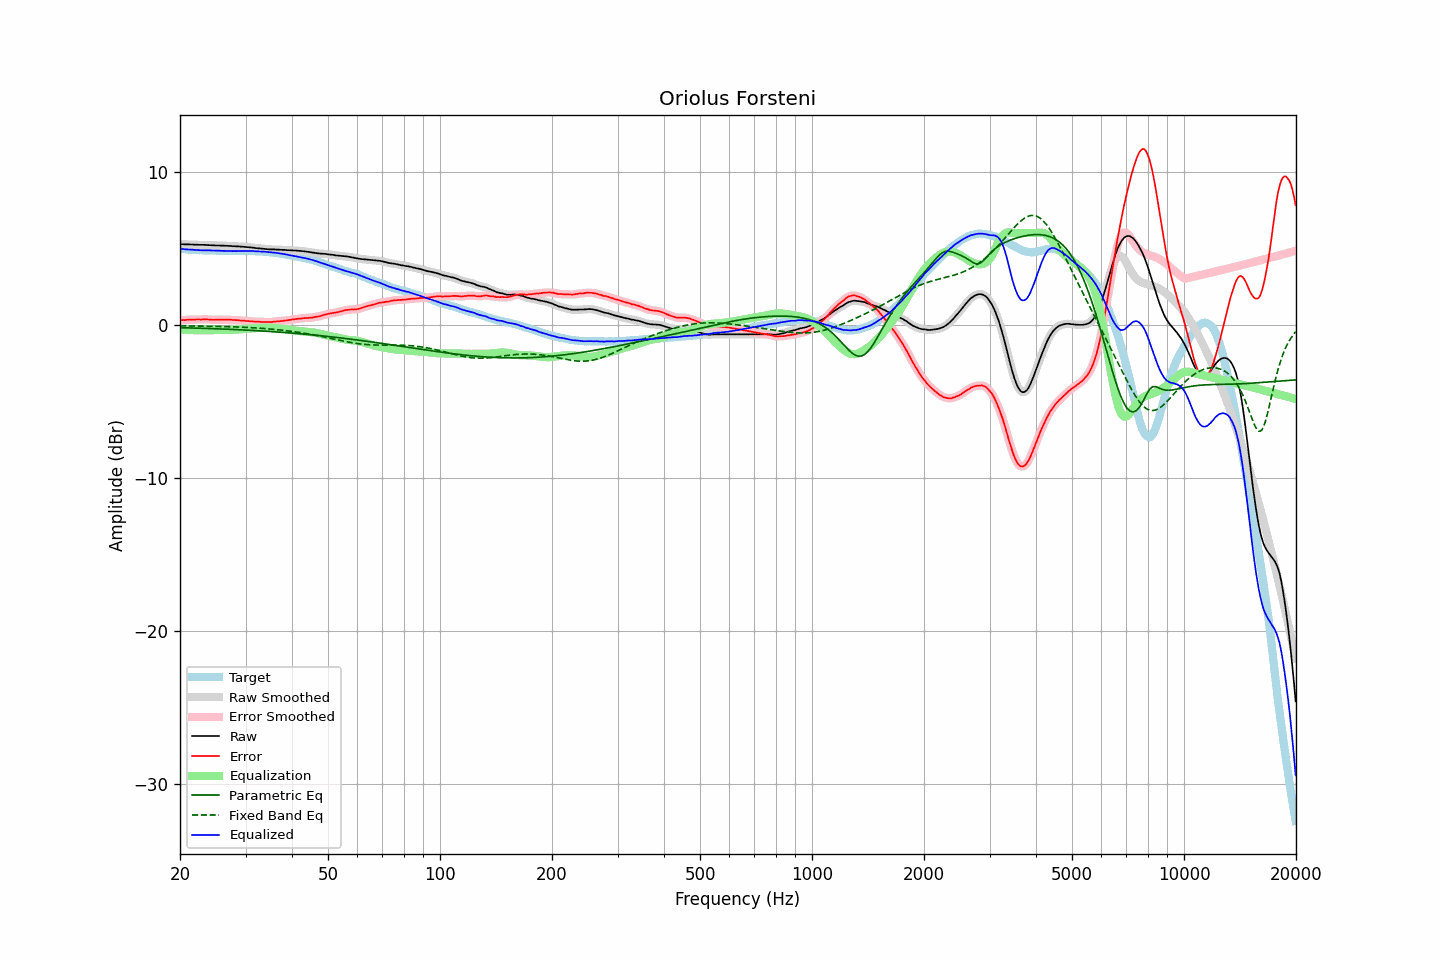 Oriolus Forsteni
10
0
−10
−20
−30
Amplitude (dBr)
Target
Raw Smoothed
Error Smoothed
Raw
Error
Equalization
Parametric Eq
Fixed Band Eq
Equalized
20 50 100 200 500 1000 2000 5000 10000 20000
Frequency (Hz)